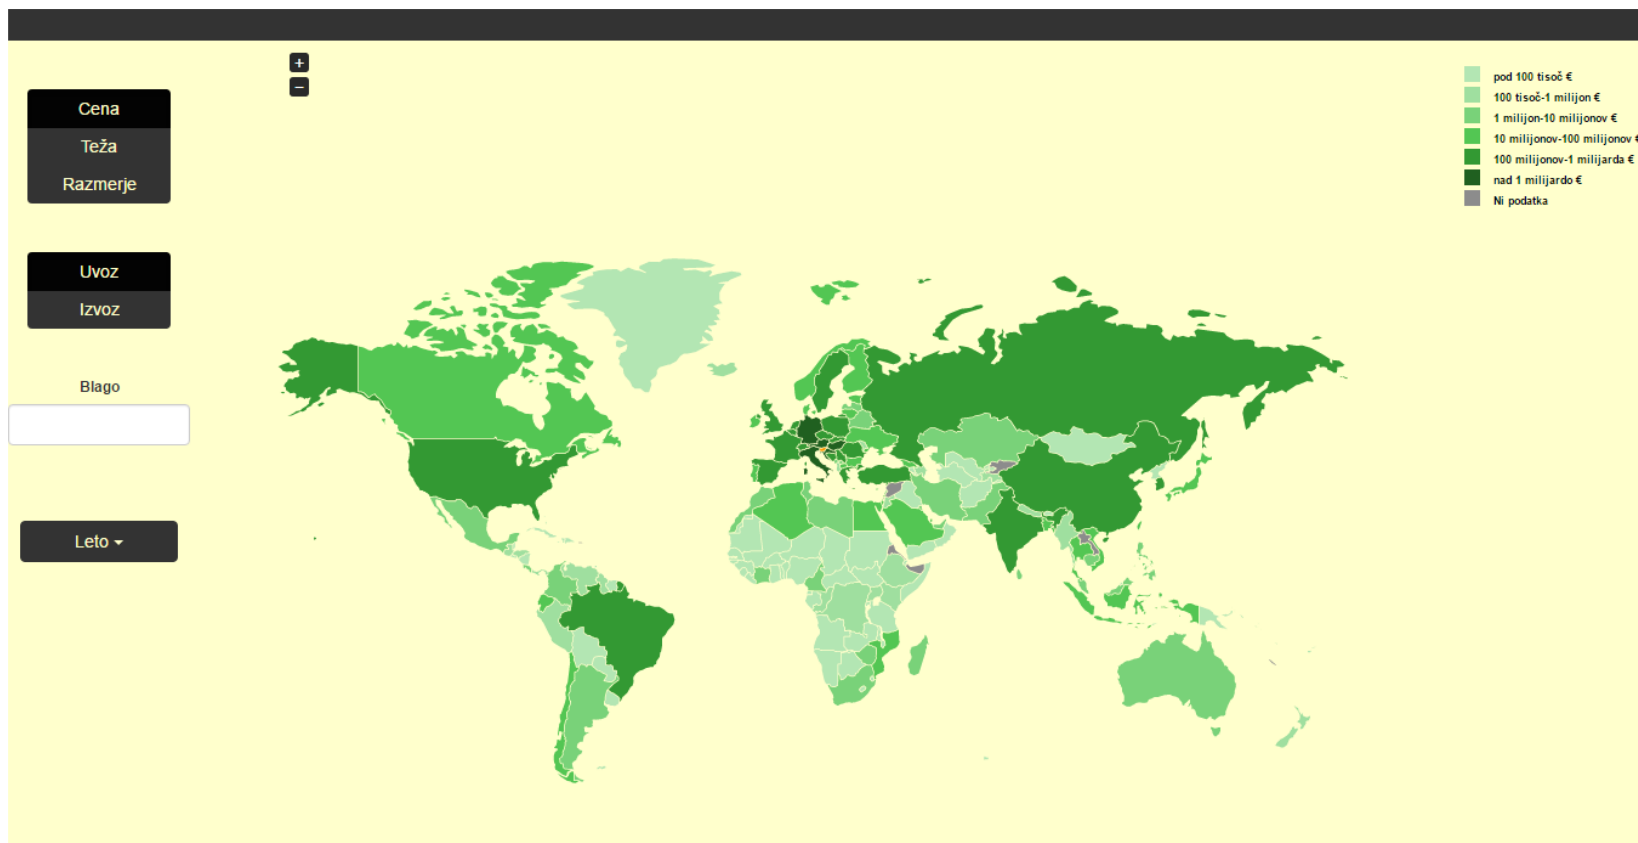 +
−
Cena
Teža
Razmerje
Uvoz
Izvoz
Blago
Leto
pod 100 tisoč €
100 tisoč-1 milijon €
1 milijon-10 milijonov €
10 milijonov-100 milijonov €
100 milijonov-1 milijarda €
nad 1 milijardo €
Ni podatka